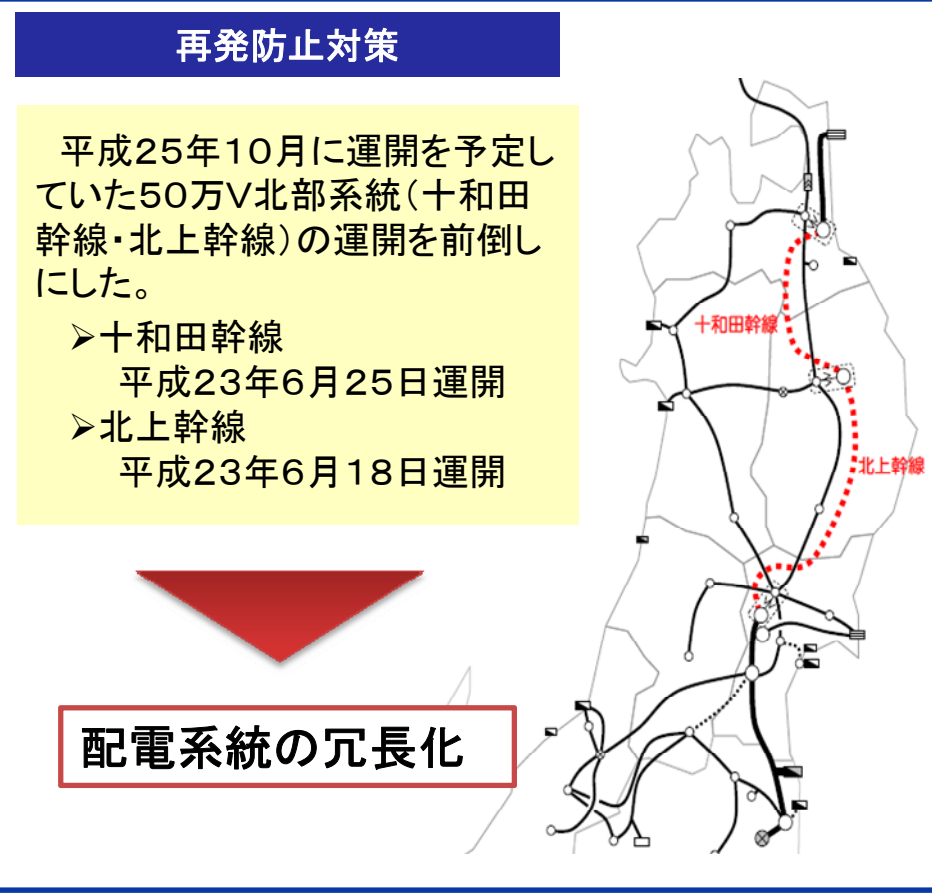 再発防止対策
平成25年10月に運開を予定し
ていた50万V北部系統(十和田
幹線・北上幹線)の運開を前倒し
にした。
➢十和田幹線
平成23年6月25日運開
➢北上幹線
平成23年6月18日運開
配電系統の冗長化
十和田幹線
北上幹線